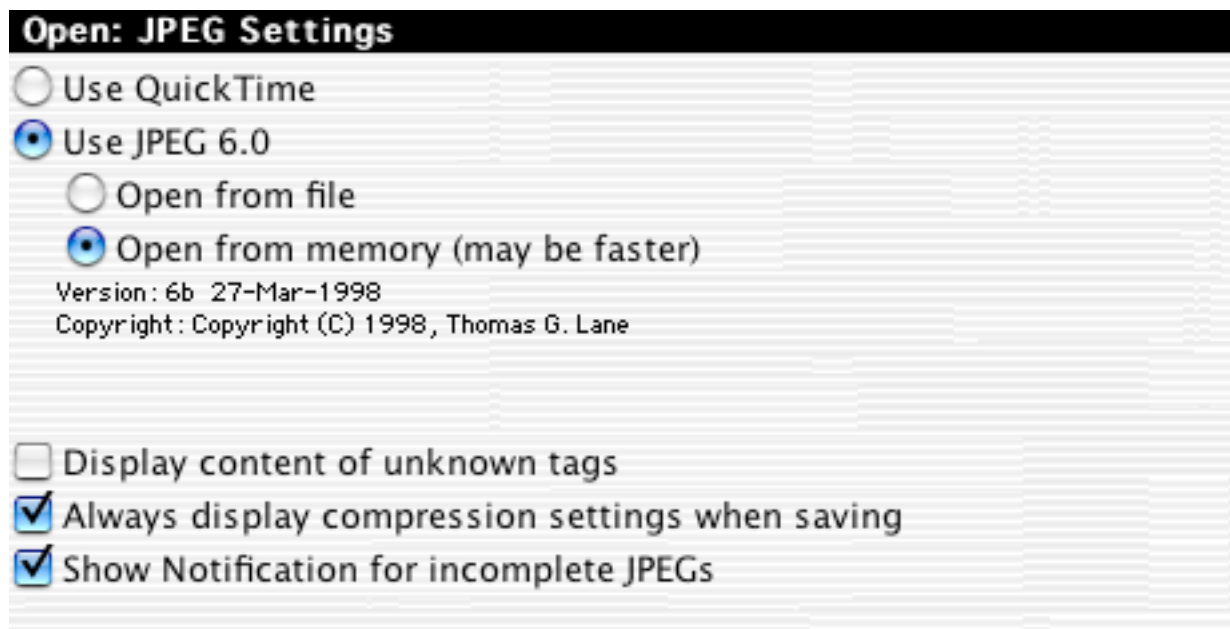 Open: JPEG Settings
Use QuickTime
Use JPEG 6.0
Open from file
Open from memory (may be faster)
Version: 6b 27-Mar-1998
Copyright: Copyright (C) 1998, Thomas G. Lane
Display content of unknown tags
Always display compression settings when saving
Show Notification for incomplete JPEGs